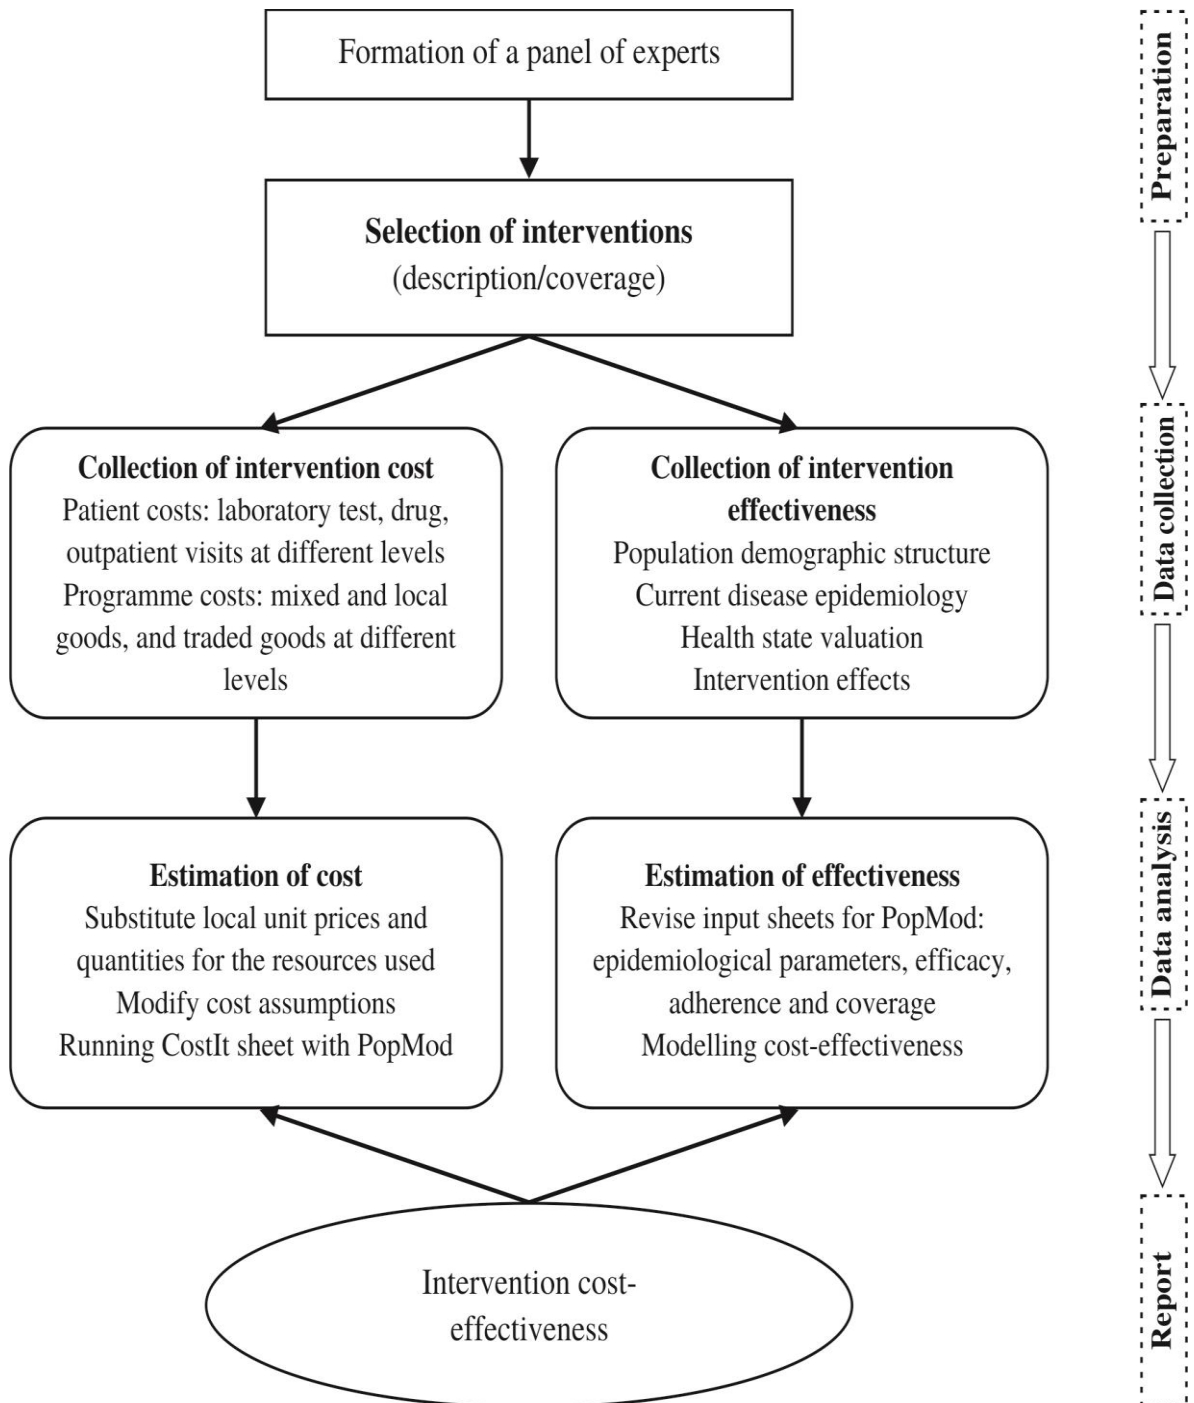 Formation of a panel of experts
Selection of interventions
(description/coverage)
Collection of intervention cost
Patient costs: laboratory test, drug,
outpatient visits at different levels
Programme costs: mixed and local
goods, and traded goods at different
levels
Collection of intervention
effectiveness
Population demographic structure
Current disease epidemiology
Health state valuation
Intervention effects
Estimation of cost
Substitute local unit prices and
quantities for the resources used
Modify cost assumptions
Running CostIt sheet with PopMod
Estimation of effectiveness
Revise input sheets for PopMod:
epidemiological parameters, efficacy,
adherence and coverage
Modelling cost-effectiveness
Intervention cost-
effectiveness
Preparation
Data collection
Data analysis
Report